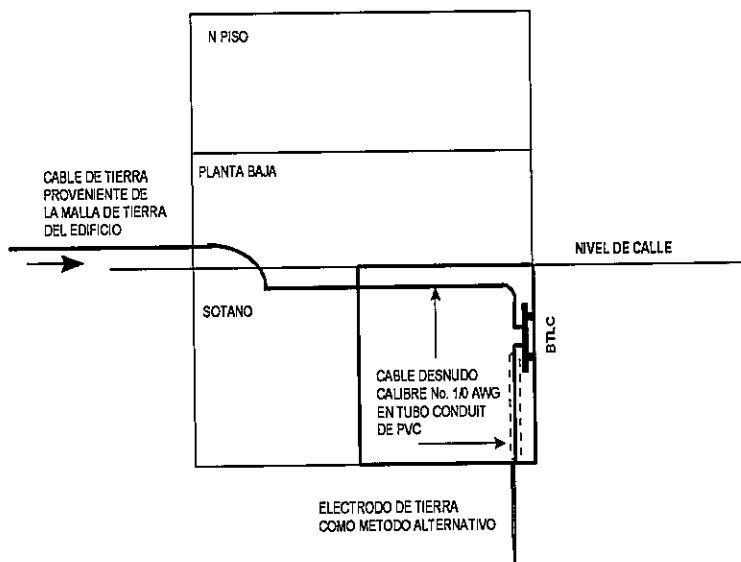 N PISO
PLANTA BAJA
CABLE DE TIERRA
PROVENIENTE DE
LA MALLA DE TIERRA
DEL EDIFICIO
NIVEL DE CALLE
SOTANO
BTLC
CABLE DESNUDO
CALIBRE No. 1/0 AWG
EN TUBO CONDUIT
DE PVC
ELECTRODO DE TIERRA
COMO METODO ALTERNATIVO